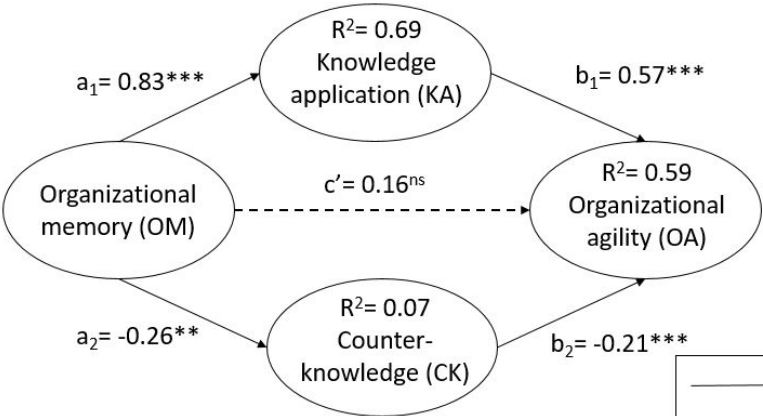 R²= 0.69
Knowledge
application (KA)
a₁= 0.83***
b₁= 0.57***
Organizational
memory (OM)
c’= 0.16ⁿˢ
R²= 0.59
Organizational
agility (OA)
a₂= -0.26**
R²= 0.07
Counter-
knowledge (CK)
b₂= -0.21***